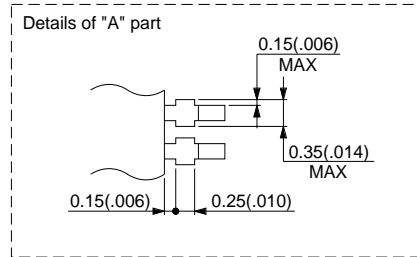 Details of "A" part
0.15(.006)
MAX
0.35(.014)
MAX
0.15(.006) 0.25(.010)